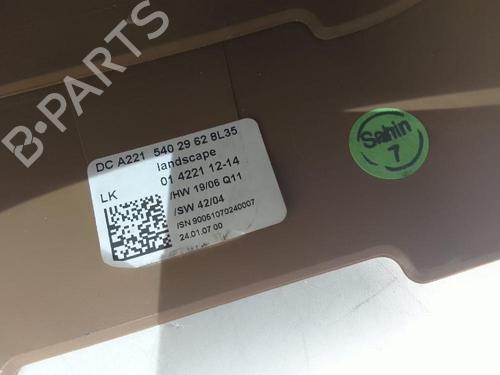 B-PARTS
DC A221 540 29 62 8L35
landscape
LK 01 4221 12-14
/HW 19/06 Q11
/SW 42/04
ISN 90051070240007
24.01.07 00
Sahin
7